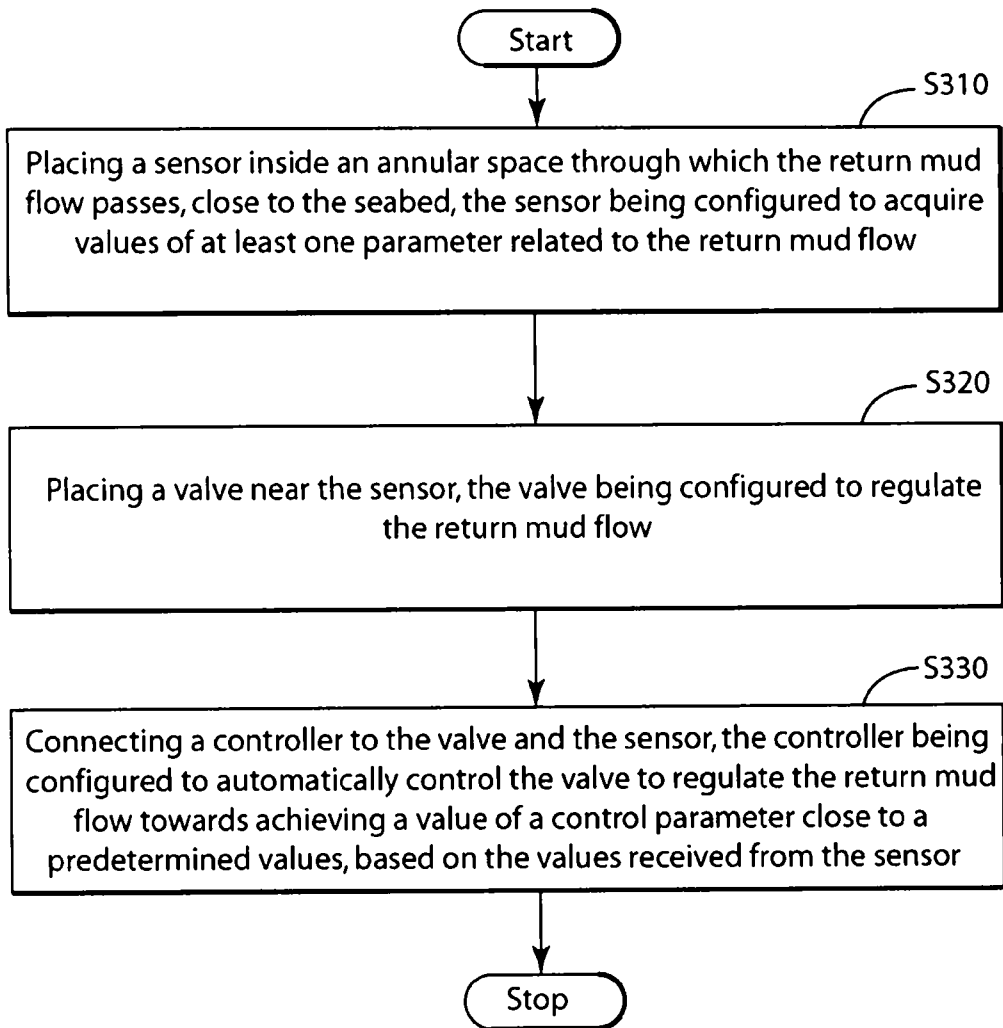 Start
S310
Placing a sensor inside an annular space through which the return mud
flow passes, close to the seabed, the sensor being configured to acquire
values of at least one parameter related to the return mud flow
S320
Placing a valve near the sensor, the valve being configured to regulate
the return mud flow
S330
Connecting a controller to the valve and the sensor, the controller being
configured to automatically control the valve to regulate the return mud
flow towards achieving a value of a control parameter close to a
predetermined values, based on the values received from the sensor
Stop